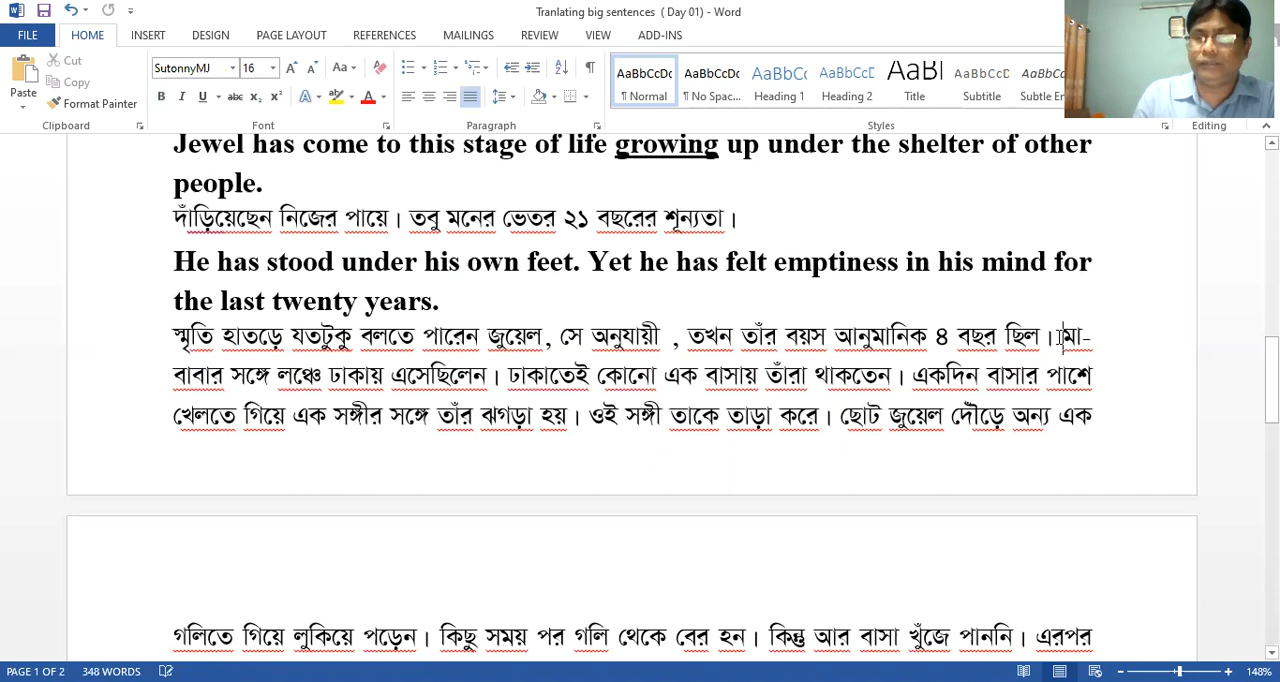 Tranlating big sentences ( Day 01) - Word
FILE HOME INSERT DESIGN PAGE LAYOUT REFERENCES MAILINGS REVIEW VIEW ADD-INS
Paste Cut Copy Format Painter
SutonnyMJ 16
AaBbCcDc AaBbCcDc AaBbCc AaBbCcC AaBl AaBbCcD AaBbCcD
¶ Normal ¶ No Spac... Heading 1 Heading 2 Title Subtitle Subtle Em
Clipboard Font Paragraph Styles Editing
Jewel has come to this stage of life growing up under the shelter of other
people.
দাঁড়িয়েছেন নিজের পায়ে। তবু মনের ভেতর ২১ বছরের শূন্যতা।
He has stood under his own feet. Yet he has felt emptiness in his mind for
the last twenty years.
স্মৃতি হাতড়ে যতটুকু বলতে পারেন জুয়েল, সে অনুযায়ী , তখন তাঁর বয়স আনুমানিক ৪ বছর ছিল। মা-
বাবার সঙ্গে লঞ্চে ঢাকায় এসেছিলেন। ঢাকাতেই কোনো এক বাসায় তাঁরা থাকতেন। একদিন বাসার পাশে
খেলতে গিয়ে এক সঙ্গীর সঙ্গে তাঁর ঝগড়া হয়। ওই সঙ্গী তাকে তাড়া করে। ছোট জুয়েল দৌড়ে অন্য এক
গলিতে গিয়ে লুকিয়ে পড়েন। কিছু সময় পর গলি থেকে বের হন। কিন্তু আর বাসা খুঁজে পাননি। এরপর
PAGE 1 OF 2 348 WORDS 148%